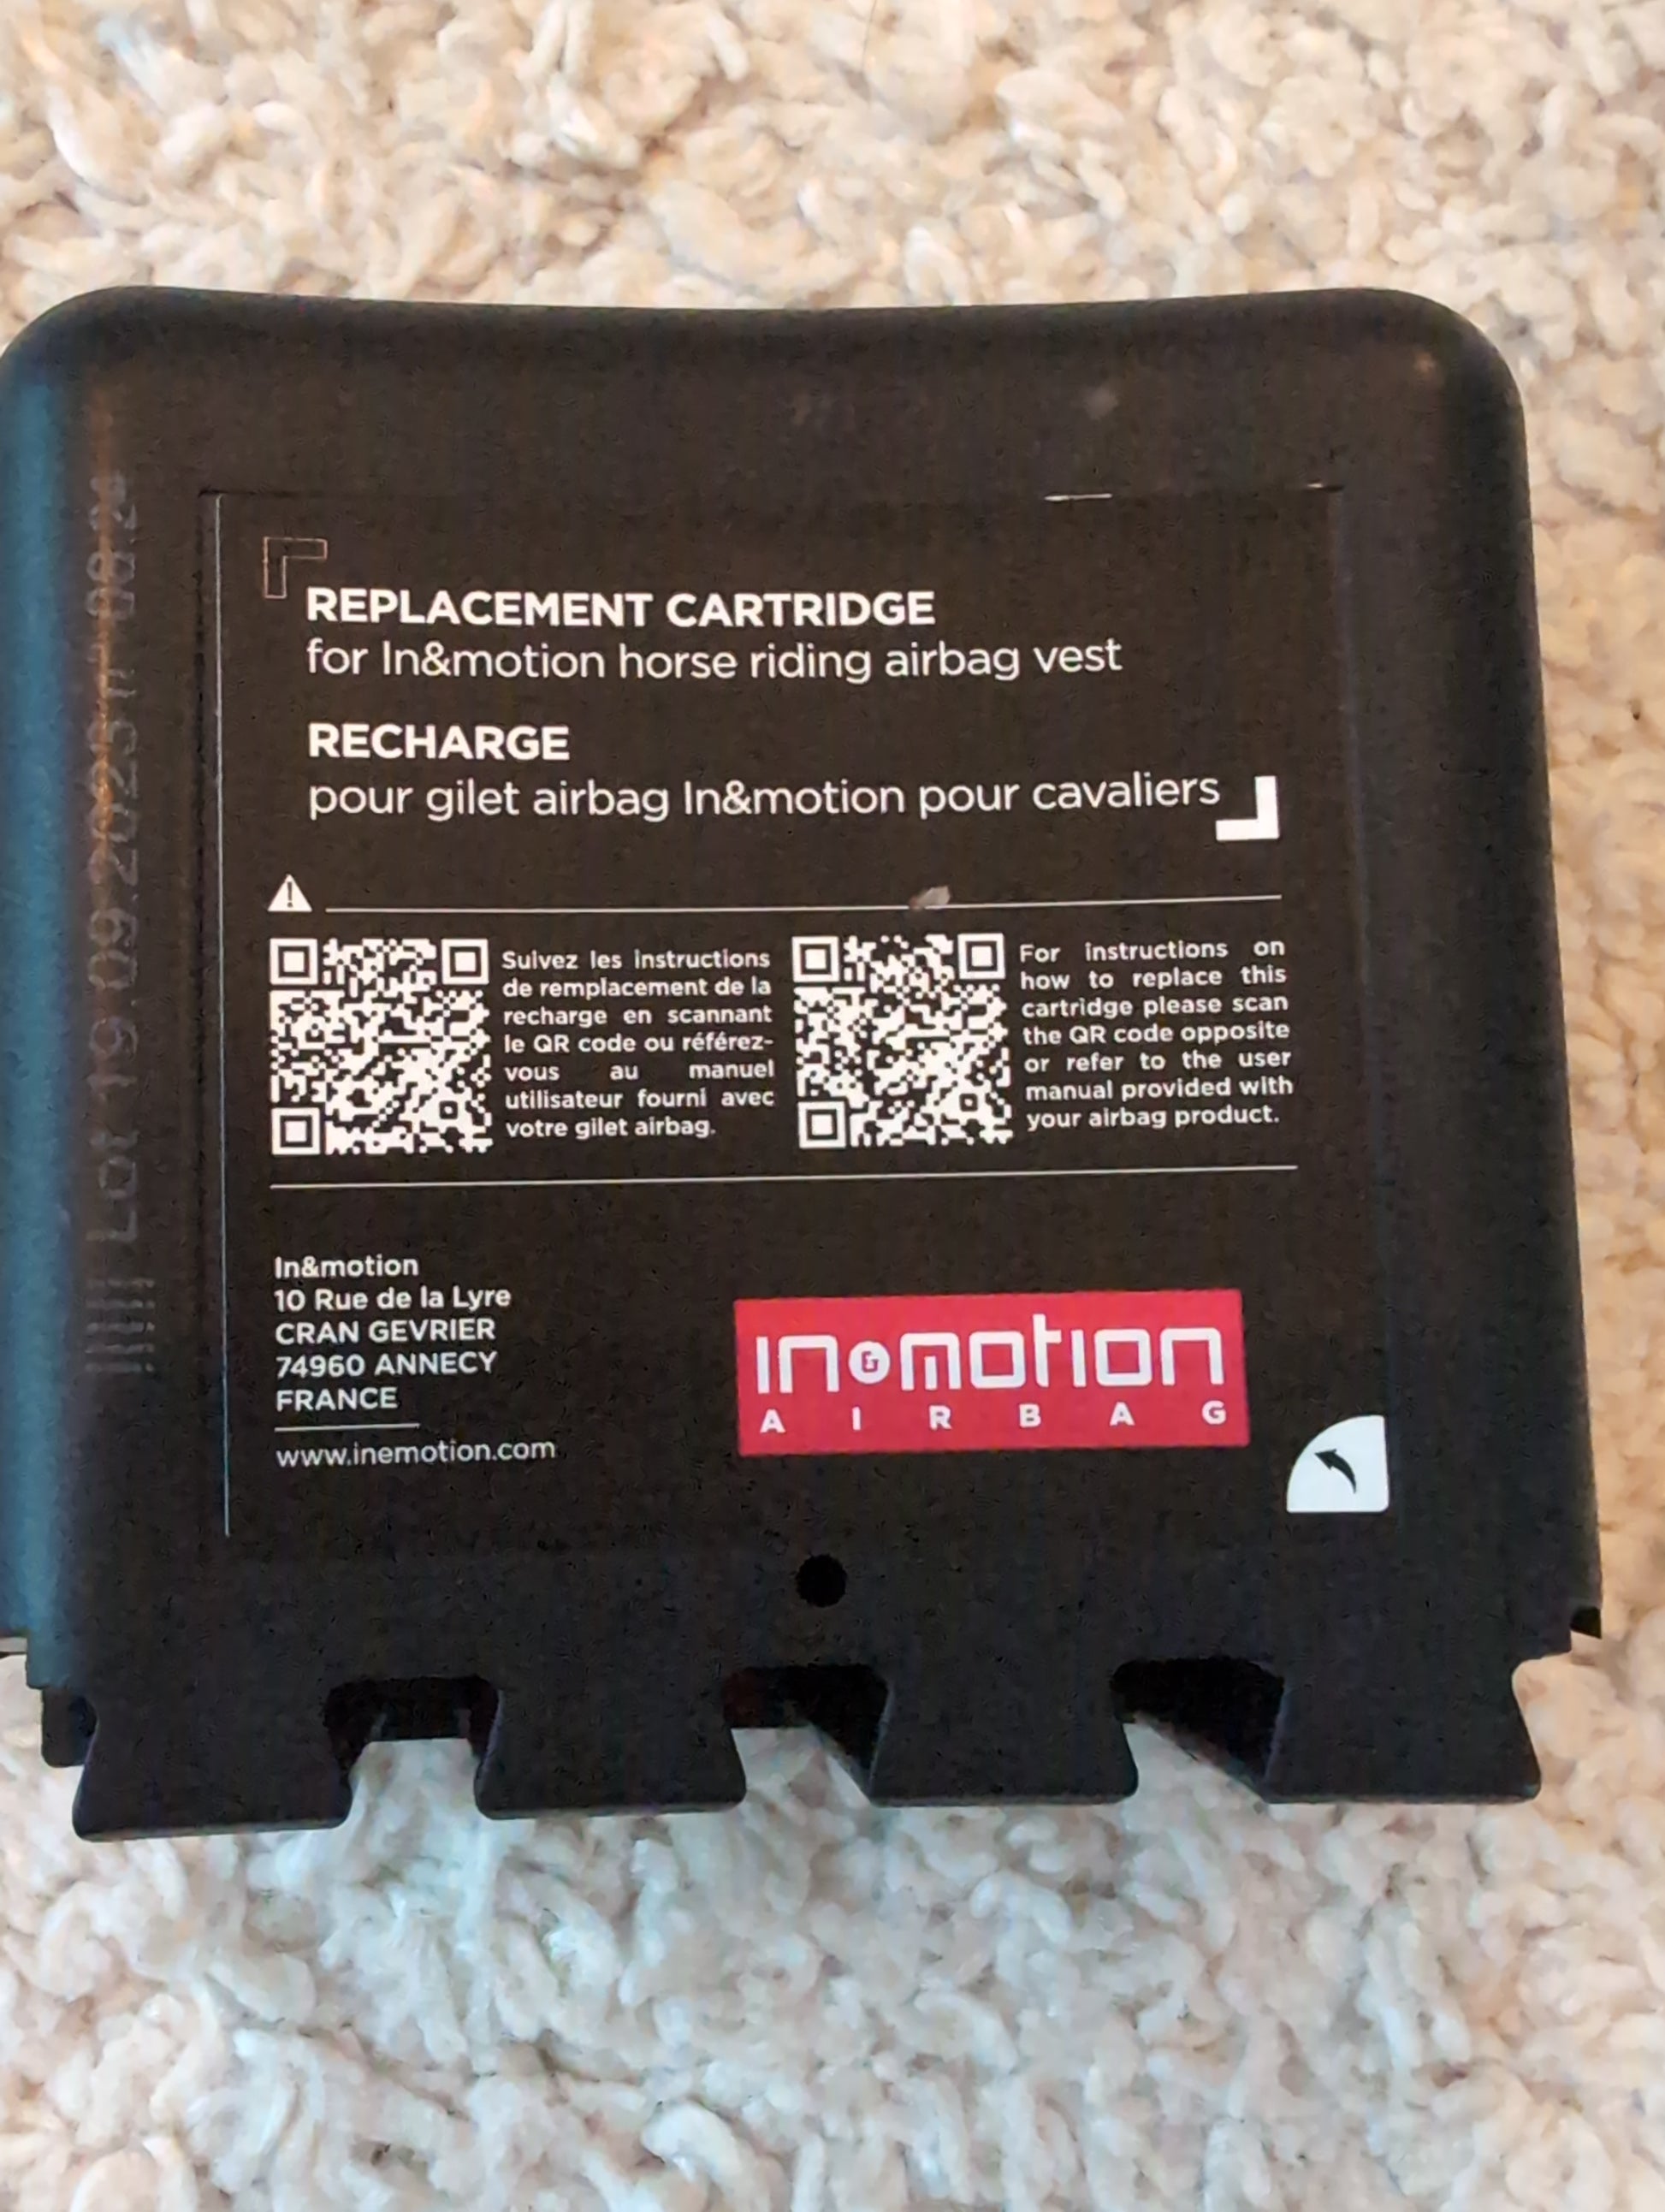 REPLACEMENT CARTRIDGE
for In&motion horse riding airbag vest
RECHARGE
pour gilet airbag In&motion pour cavaliers
Suivez les instructions
de remplacement de la
recharge en scannant
le QR code ou référez-
vous au manuel
utilisateur fourni avec
votre gilet airbag.
For instructions on
how to replace this
cartridge please scan
the QR code opposite
or refer to the user
manual provided with
your airbag product.
In&motion
10 Rue de la Lyre
CRAN GEVRIER
74960 ANNECY
FRANCE
www.inemotion.com
in&motion
AIRBAG
Lot 19.09.2023